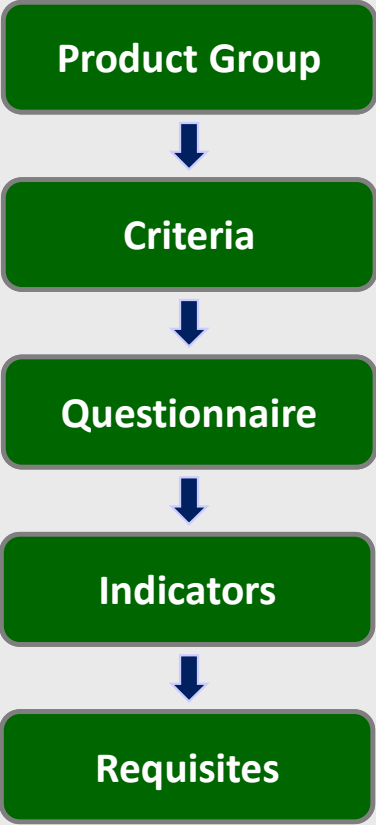 Product Group
Criteria
Questionnaire
Indicators
Requisites